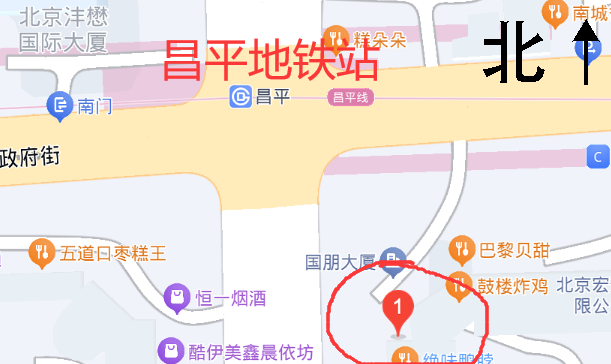 北京沣懋
国际大厦
南城
糕朵朵
北
2
昌平地铁站
昌平
昌平线
南门
政府街
C
五道口枣糕王
国朋大厦
巴黎贝甜
鼓楼炸鸡
北京宏
限公
恒一烟酒
1
酷伊美鑫晨依坊
绝味鸭脖